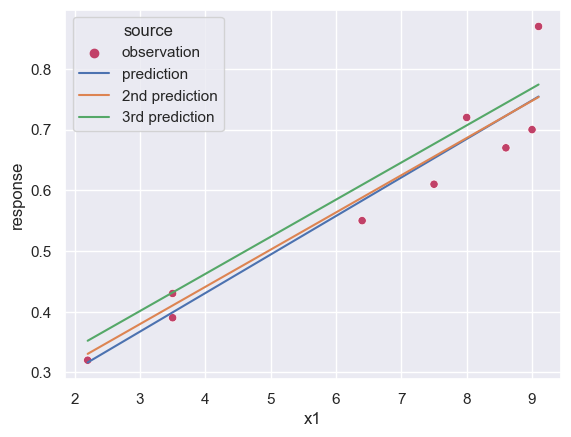 source
observation
prediction
2nd prediction
3rd prediction
0.8
0.7
0.6
0.5
0.4
0.3
response
2 3 4 5 6 7 8 9
x1